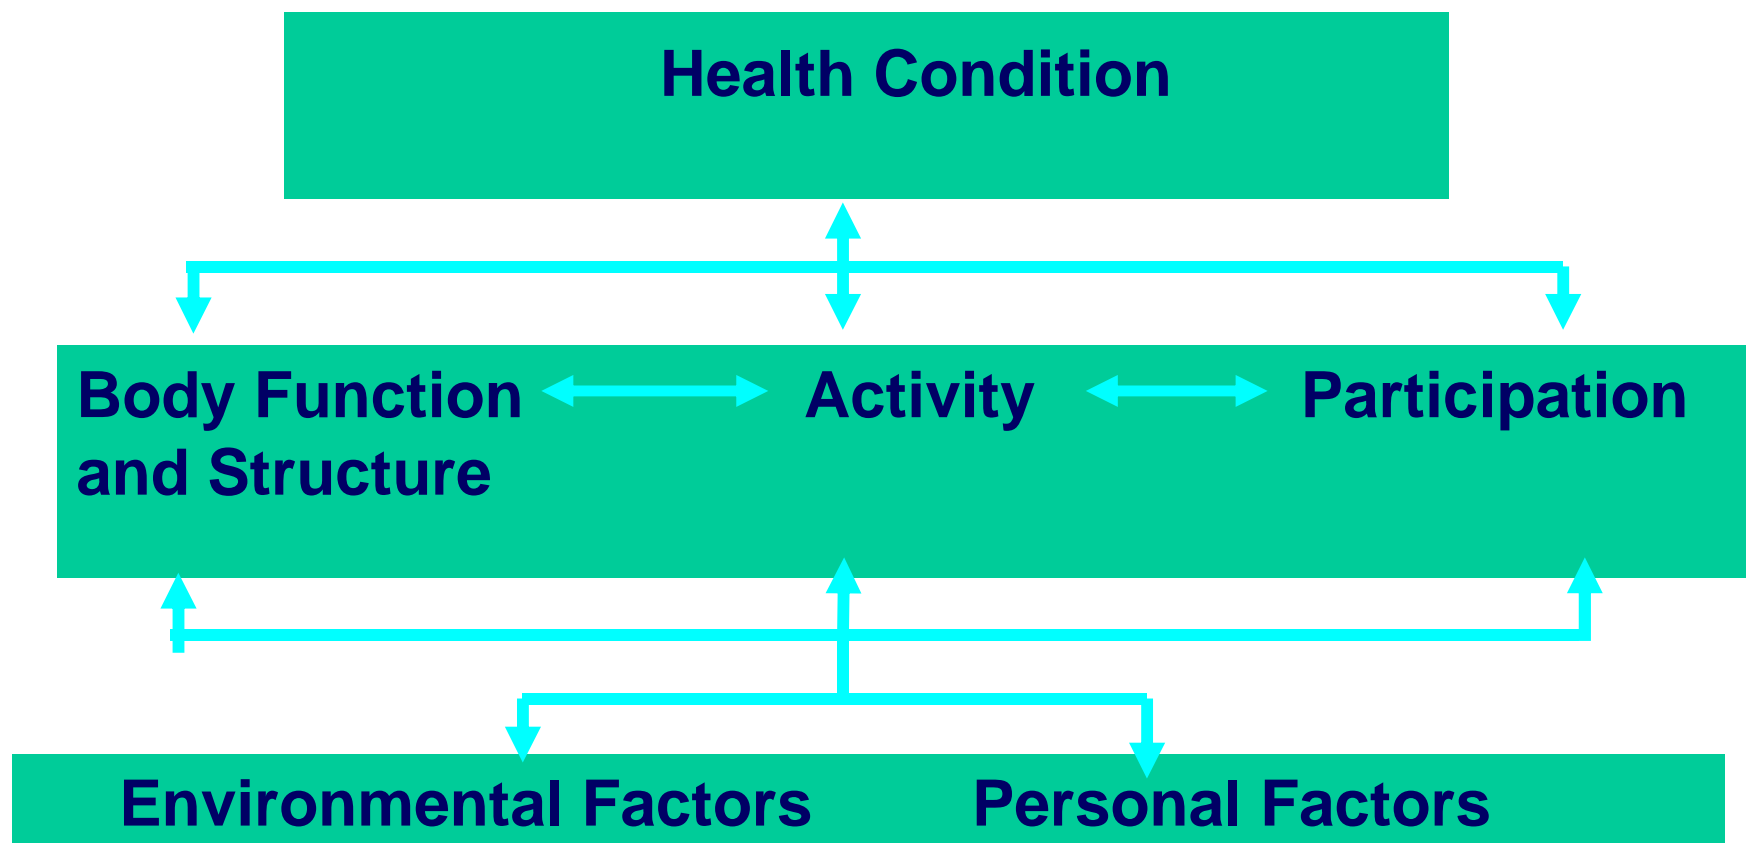 Health Condition
Body Function Activity Participation
and Structure
Environmental Factors Personal Factors